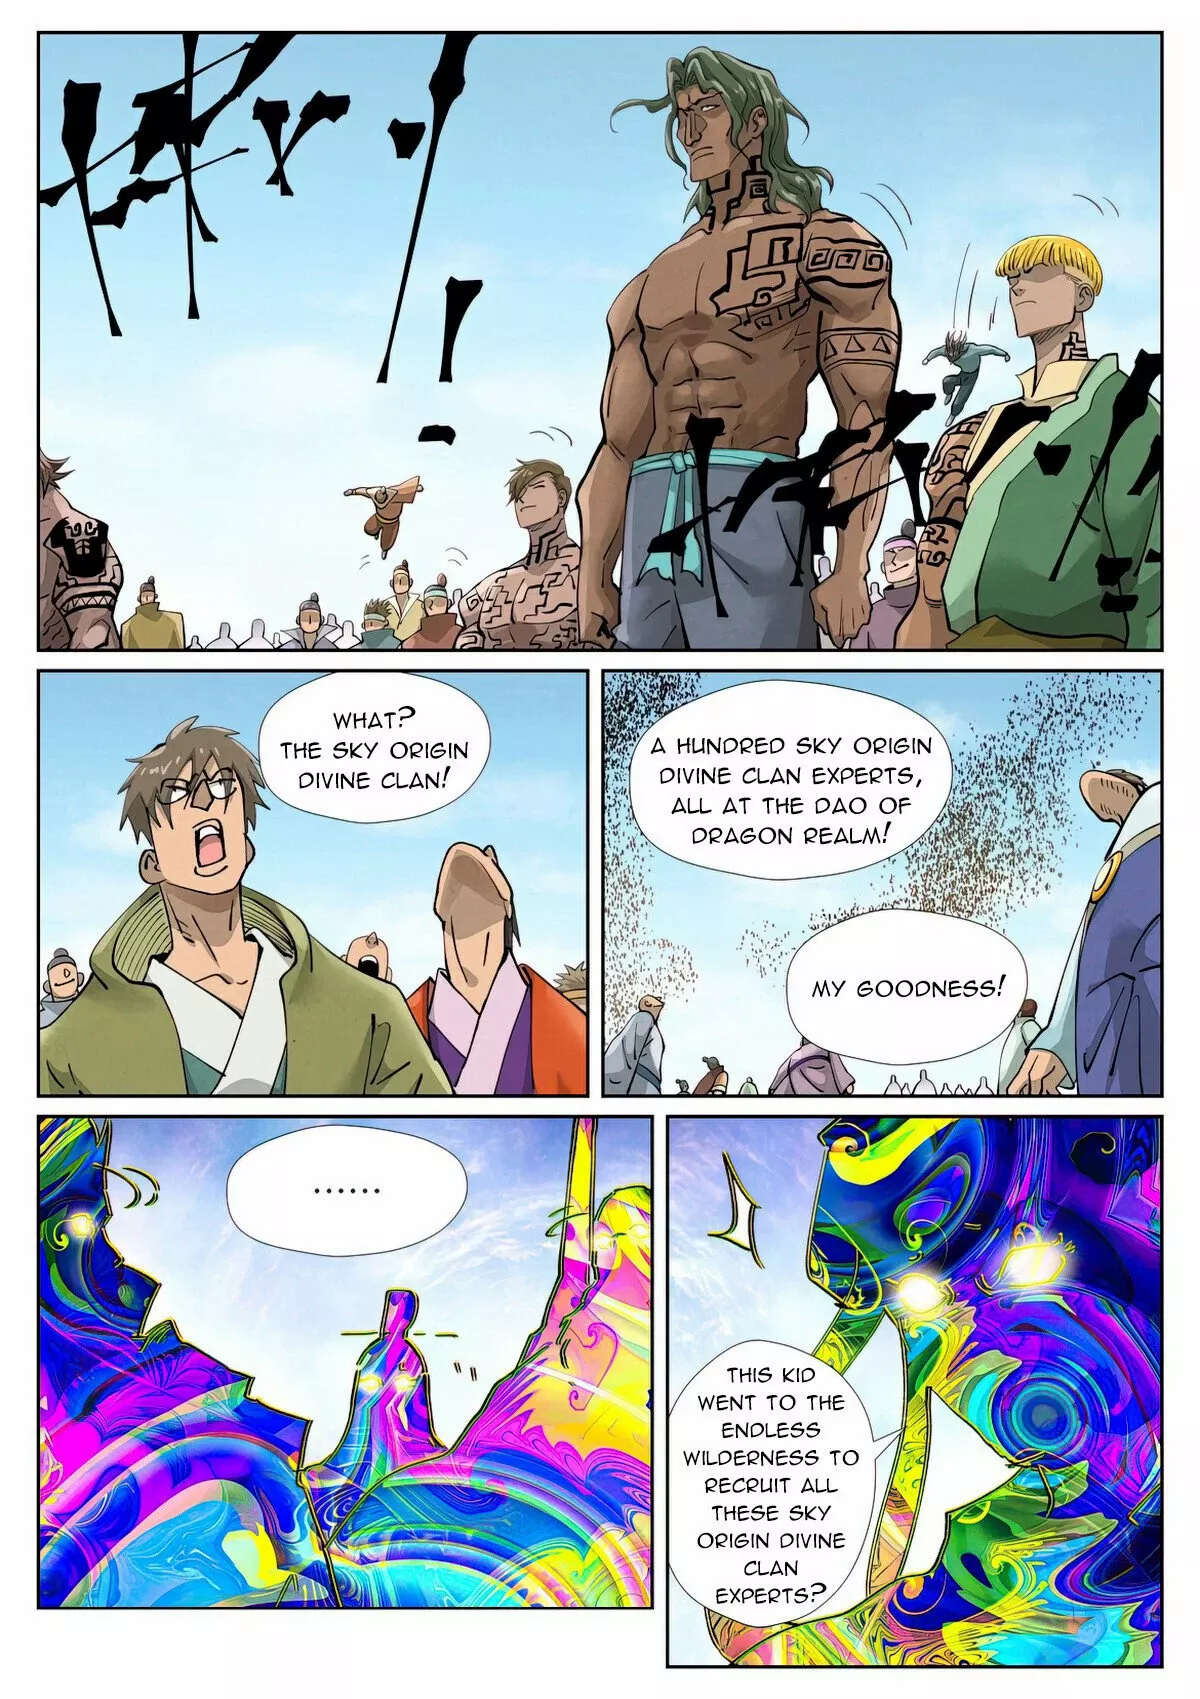 WHAT?
THE SKY ORIGIN
DIVINE CLAN!
A HUNDRED SKY ORIGIN
DIVINE CLAN EXPERTS,
ALL AT THE DAO OF
DRAGON REALM!
MY GOODNESS!
······
THIS KID
WENT TO THE
ENDLESS
WILDERNESS TO
RECRUIT ALL
THESE SKY
ORIGIN DIVINE
CLAN
EXPERTS?